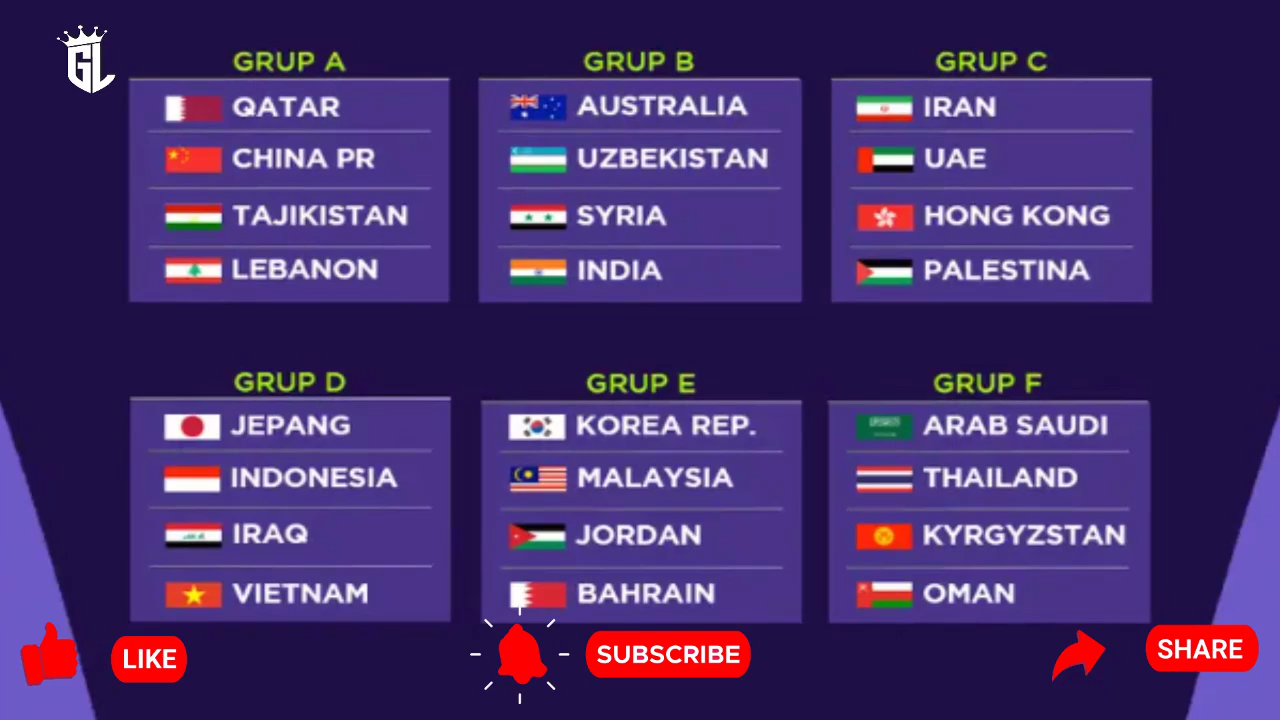 GL
GRUP A
QATAR
CHINA PR
TAJIKISTAN
LEBANON
GRUP B
AUSTRALIA
UZBEKISTAN
SYRIA
INDIA
GRUP C
IRAN
UAE
HONG KONG
PALESTINA
GRUP D
JEPANG
INDONESIA
IRAQ
VIETNAM
GRUP E
KOREA REP.
MALAYSIA
JORDAN
BAHRAIN
GRUP F
ARAB SAUDI
THAILAND
KYRGYZSTAN
OMAN
LIKE
SUBSCRIBE
SHARE